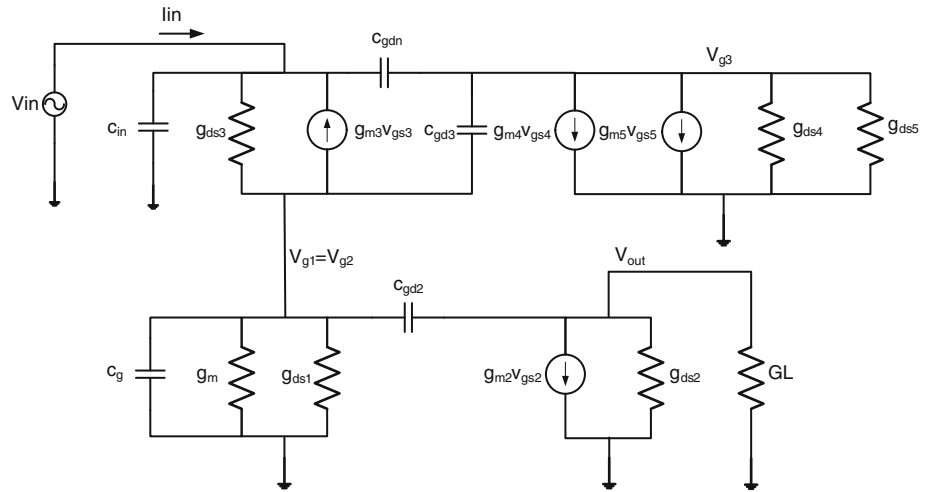 Iin
Vin
cin
gds3
gm3vgs3
cgdn
cgd3
gm4vgs4
gm5vgs5
Vg3
gds4
gds5
Vg1=Vg2
cg
gm
gds1
cgd2
Vout
gm2vgs2
gds2
GL